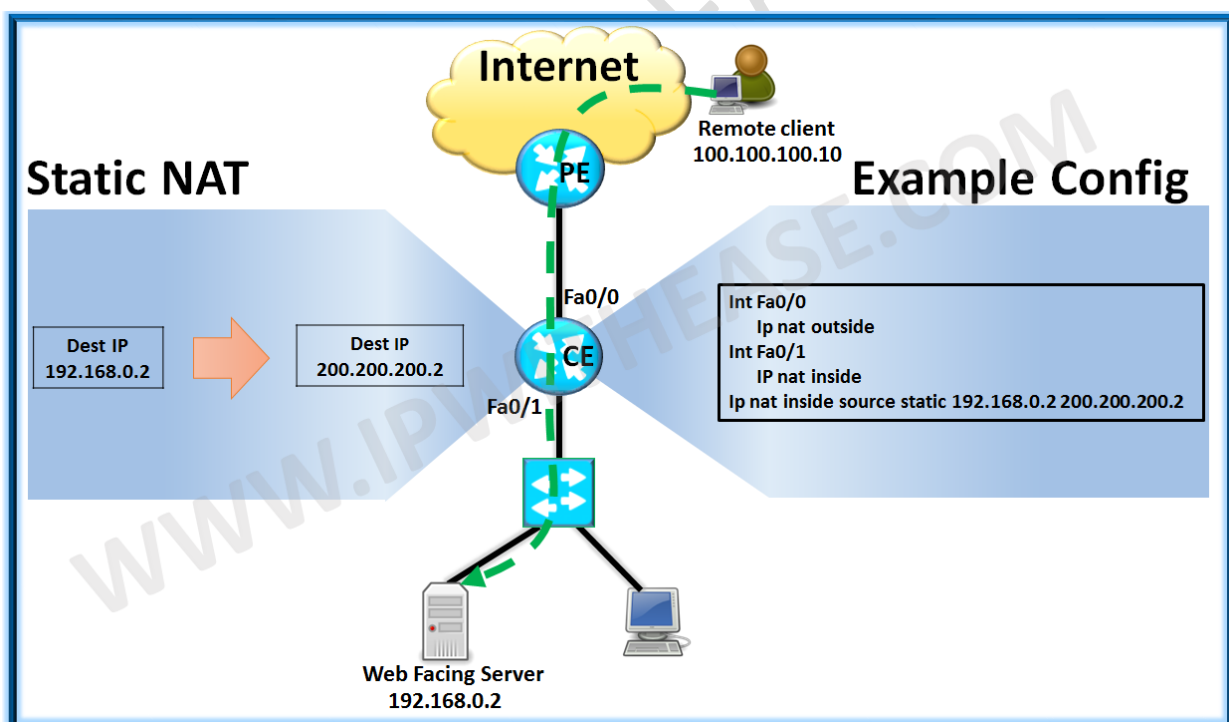 Internet
Remote client
100.100.100.10
PE
Static NAT
Example Config
Fa0/0
Dest IP
192.168.0.2
Dest IP
200.200.200.2
CE
Fa0/1
Int Fa0/0
Ip nat outside
Int Fa0/1
IP nat inside
Ip nat inside source static 192.168.0.2 200.200.200.2
Web Facing Server
192.168.0.2
WWW.IPWITHEASE.COM